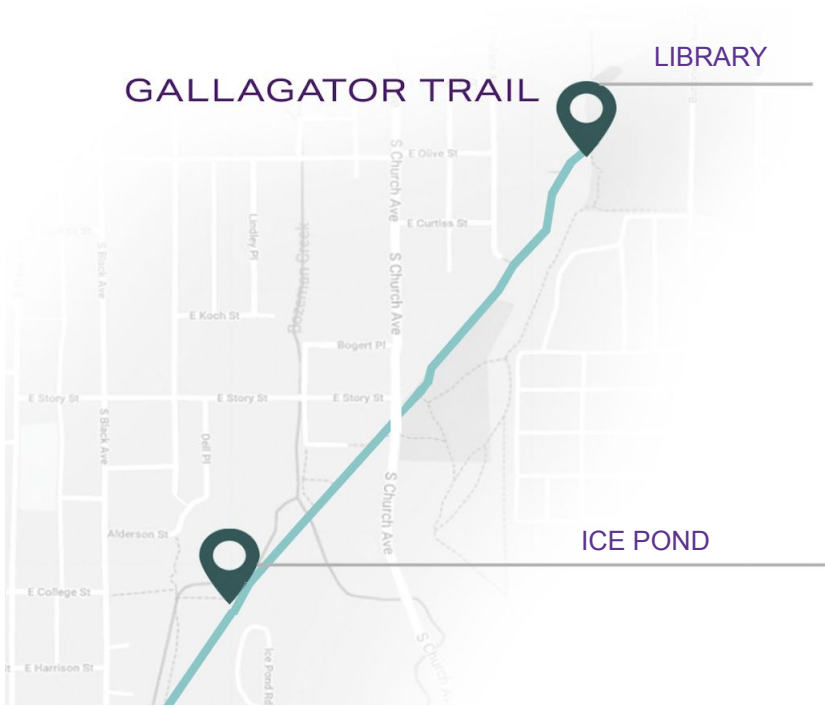 LIBRARY
GALLAGATOR TRAIL
S Church Ave
E Olive St
Lindley Pl
E Curtiss St
S Black Ave
Bozeman Creek
S Church Ave
E Koch St
Bogert Pl
E Story St
E Story St
E Story St
S Black Ave
Dell Pl
S Church Ave
Alderson St
ICE POND
E College St
S Church Av
E Harrison St
Ice Pond Rd